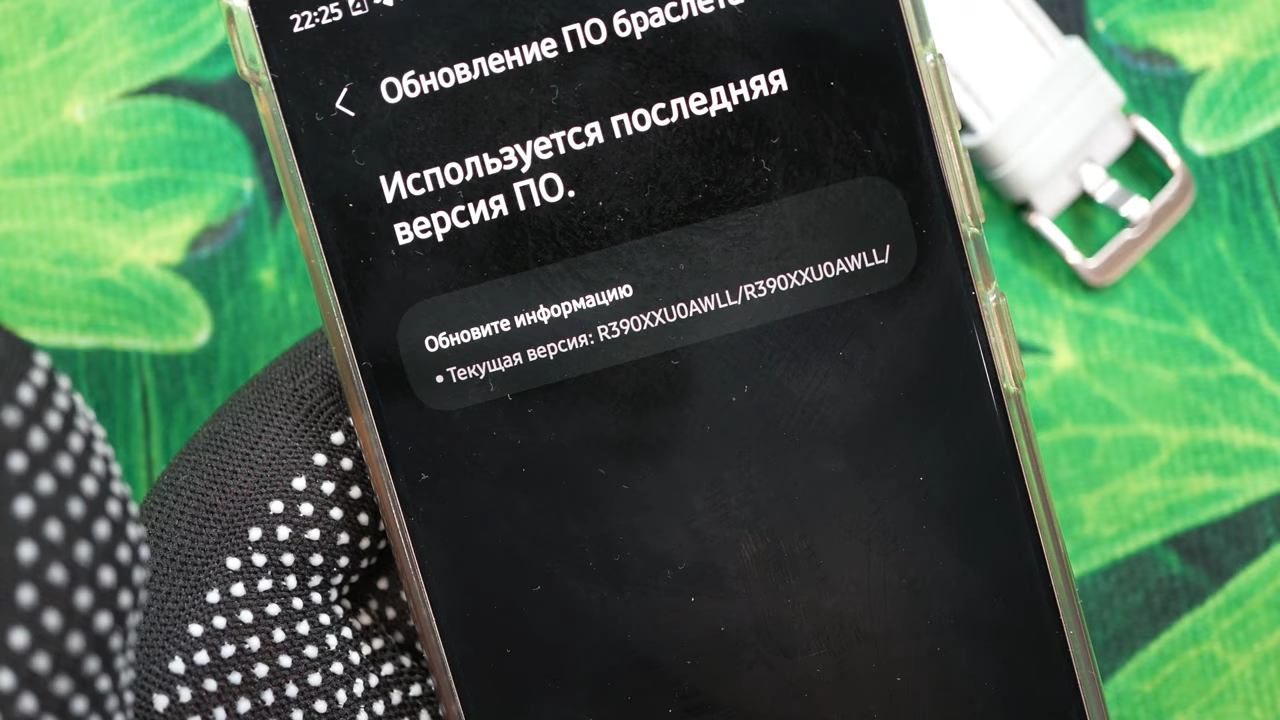 22:25
Обновление ПО браслета
Используется последняя
версия ПО.
Обновите информацию
• Текущая версия: R390XXU0AWLL/R390XXU0AWLL/